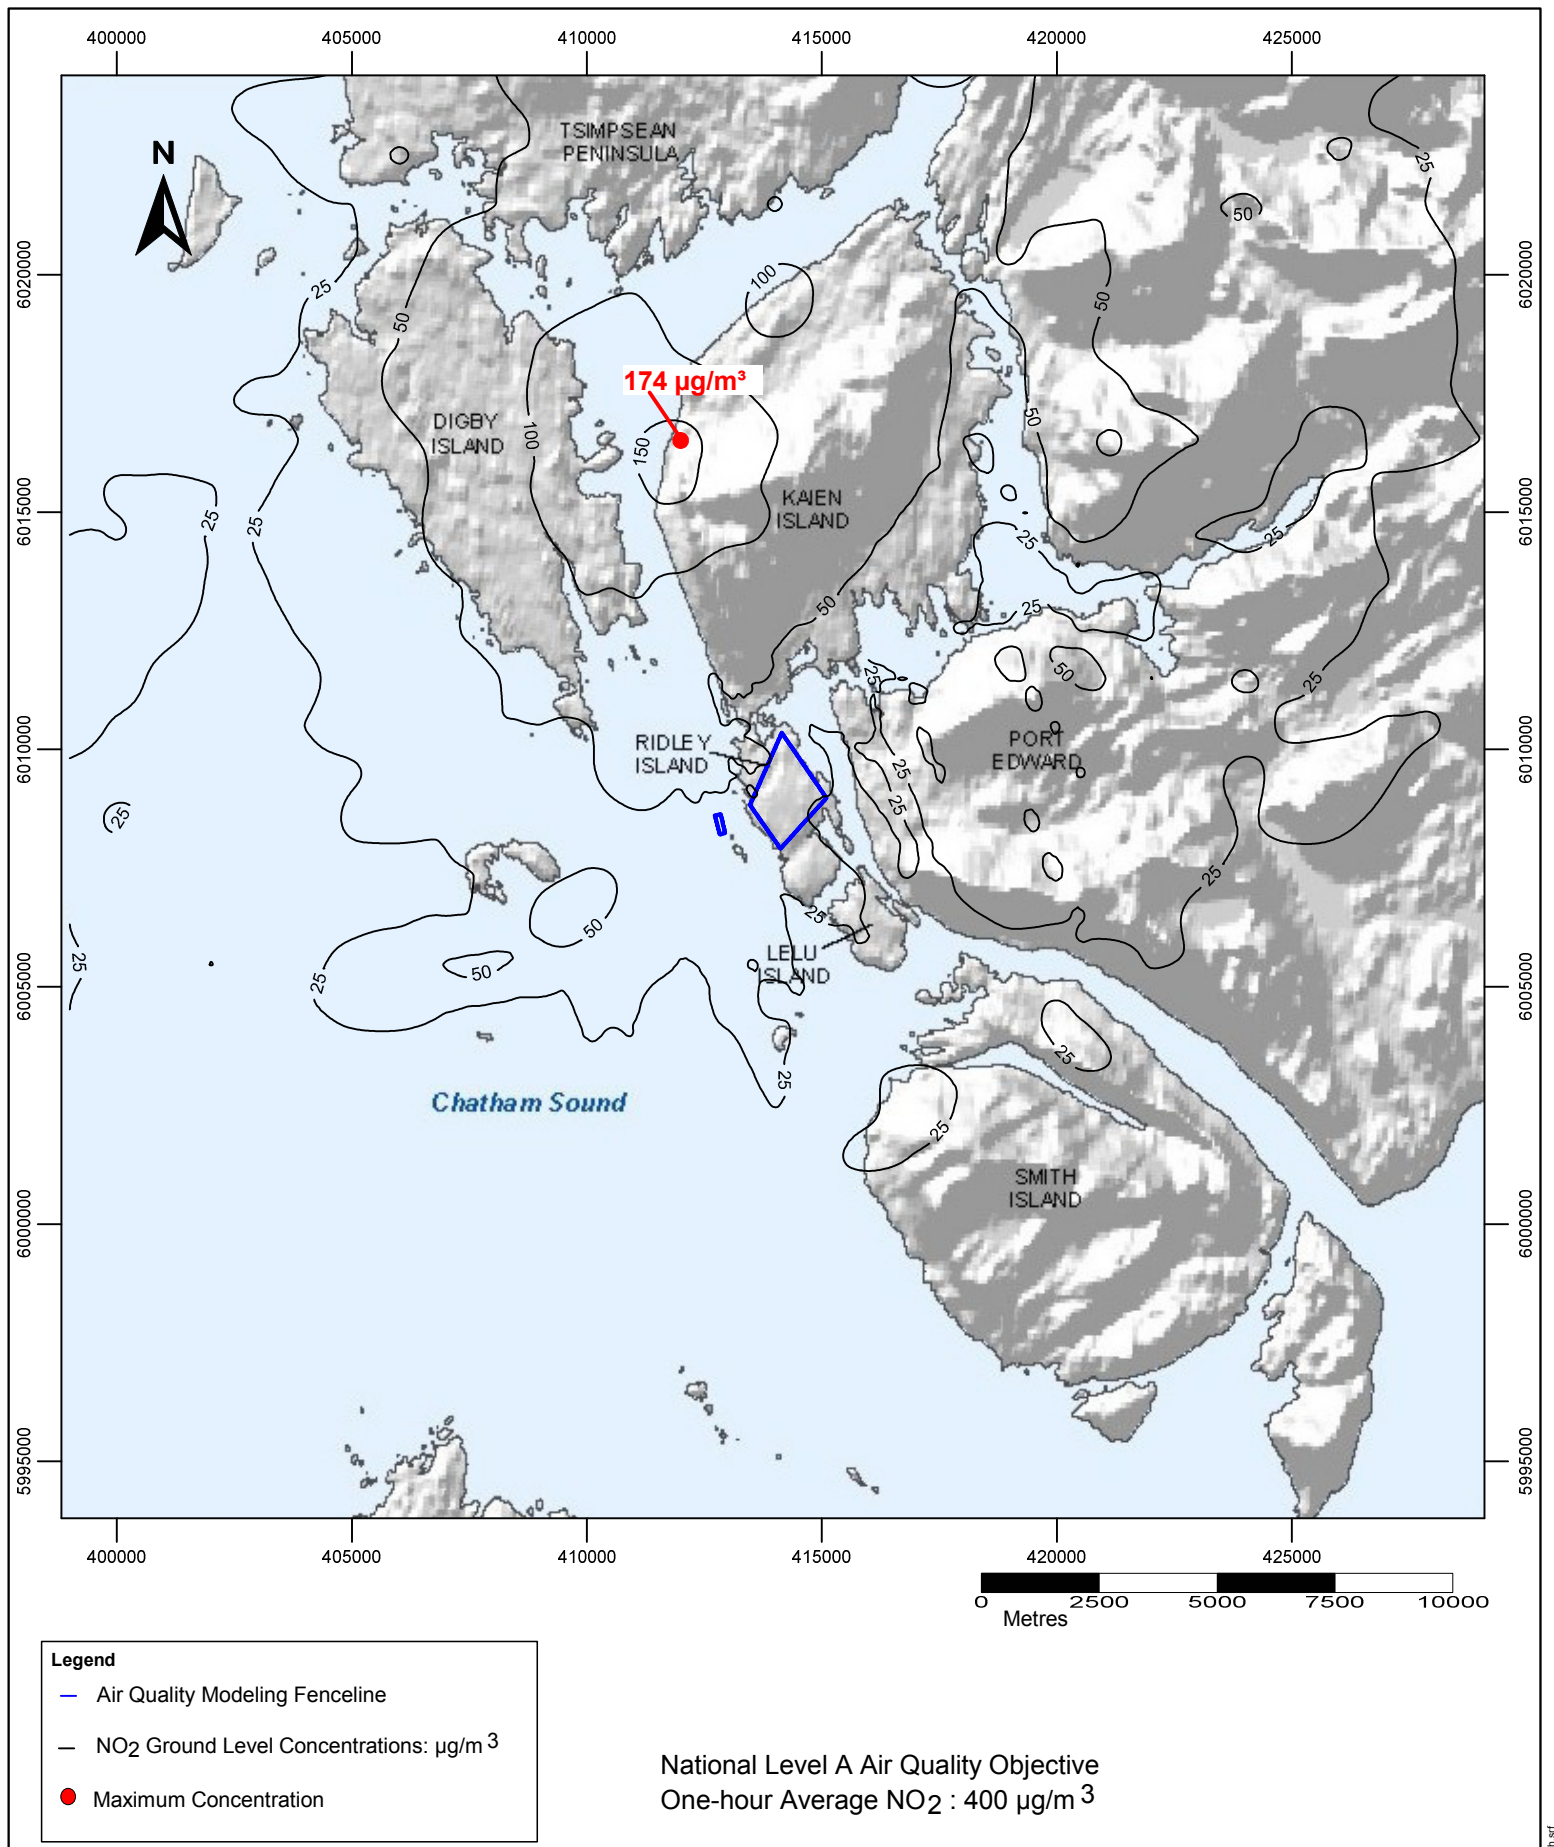 400000 405000 410000 415000 420000 425000
TSIMPSEAN
PENINSULA
N
25
50
6020000
6020000
25
50
100
50
174 µg/m³
DIGBY
ISLAND
100
150
50
KAIEN
ISLAND
6015000
6015000
25
25
25
25
50
25
25
50
25
RIDLEY
ISLAND
PORT
EDWARD
6010000
6010000
25
25
25
25
50
25
LELU
ISLAND
25
25
50
6005000
6005000
25
25
Chatham Sound
25
SMITH
ISLAND
6000000
6000000
5995000
5995000
400000 405000 410000 415000 420000 425000
0 2500 5000 7500 10000
Metres
Legend
Air Quality Modeling Fenceline
NO2 Ground Level Concentrations: µg/m 3
Maximum Concentration
National Level A Air Quality Objective
One-hour Average NO2 : 400 µg/m 3